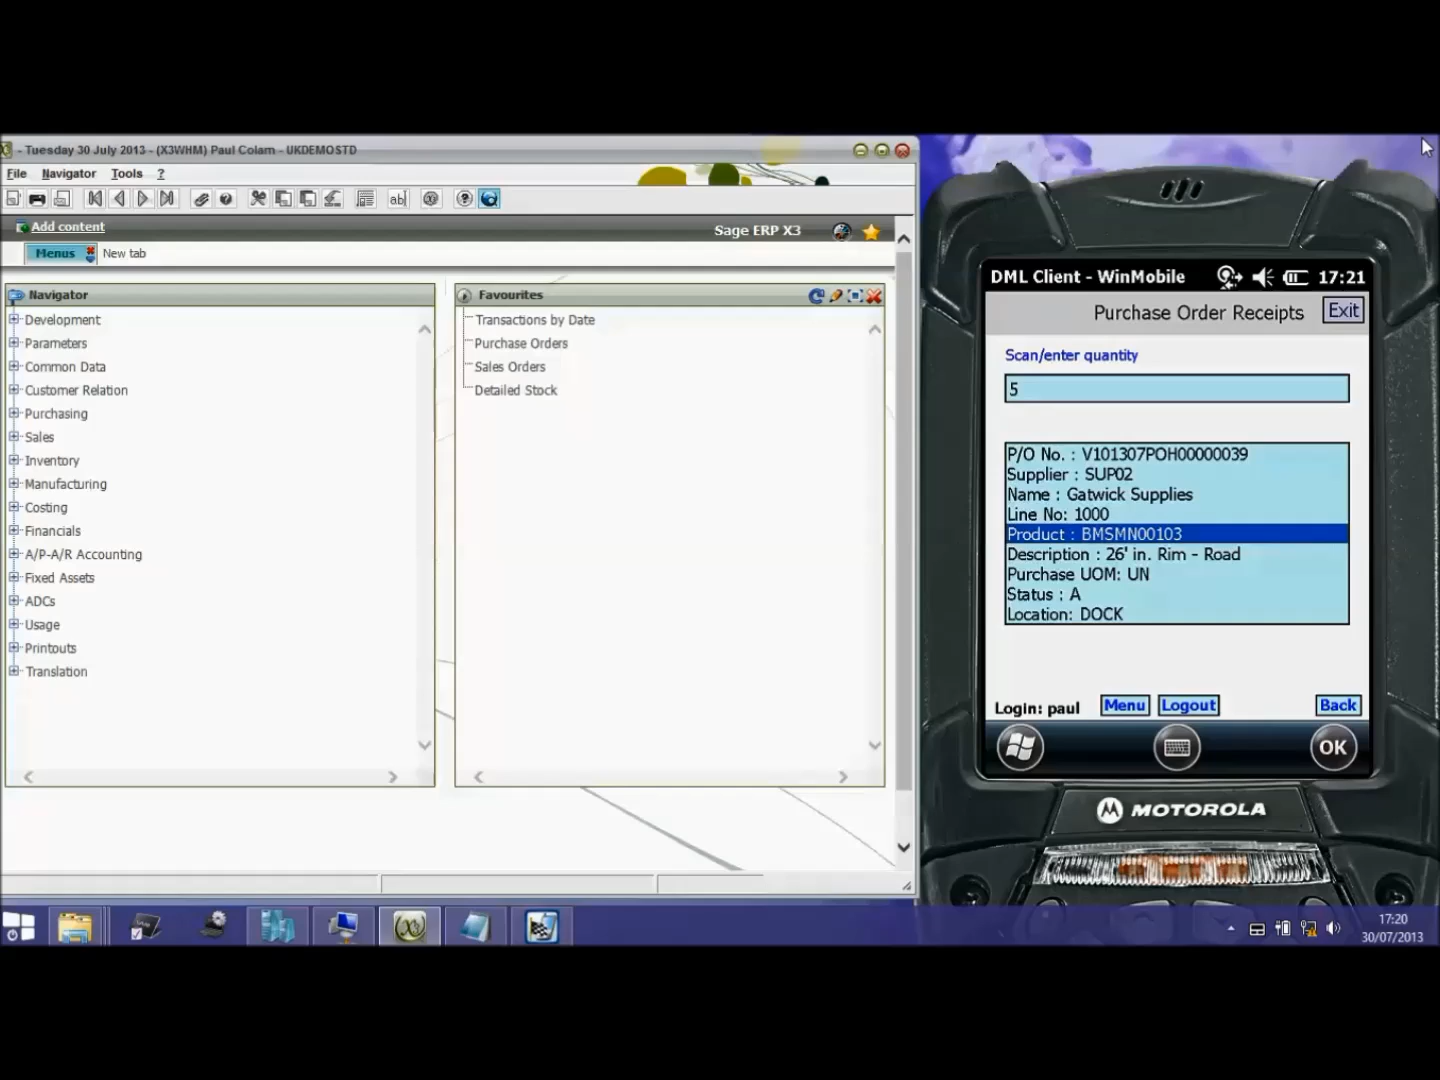 - Tuesday 30 July 2013 - (X3WHM) Paul Colam - UKDEMOSTD
File Navigator Tools ?
Add content
Sage ERP X3
Menus New tab
Navigator
Development
Parameters
Common Data
Customer Relation
Purchasing
Sales
Inventory
Manufacturing
Costing
Financials
A/P-A/R Accounting
Fixed Assets
ADCs
Usage
Printouts
Translation
Favourites
Transactions by Date
Purchase Orders
Sales Orders
Detailed Stock
DML Client - WinMobile 17:21
Purchase Order Receipts Exit
Scan/enter quantity
5
P/O No. : V101307POH00000039
Supplier : SUP02
Name : Gatwick Supplies
Line No: 1000
Product : BMSMN00103
Description : 26' in. Rim - Road
Purchase UOM: UN
Status : A
Location: DOCK
Login: paul Menu Logout Back
OK
MOTOROLA
17:20
30/07/2013